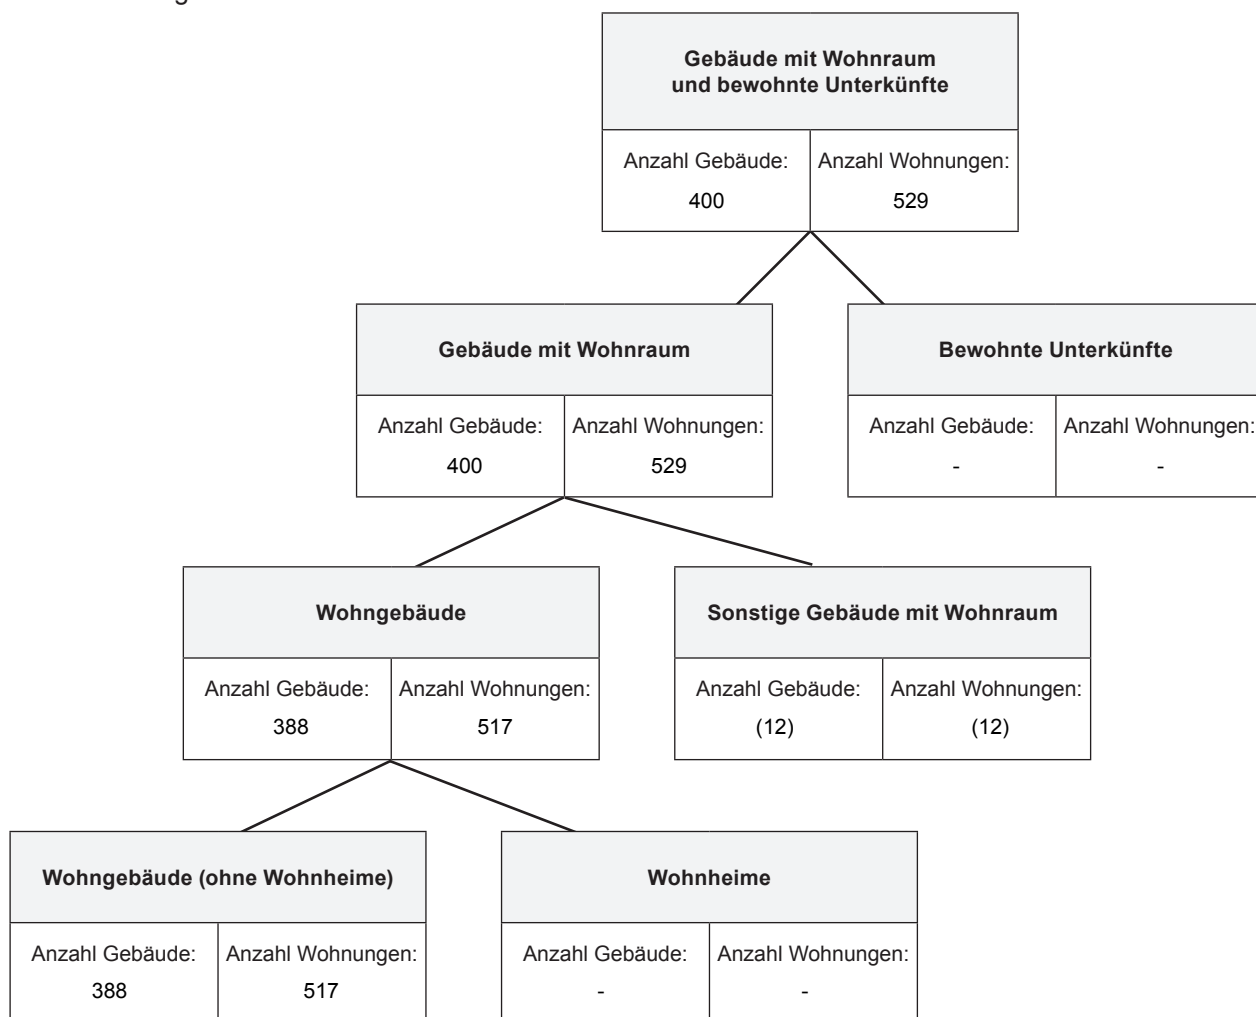 Gebäude mit Wohnraum
und bewohnte Unterkünfte
Anzahl Gebäude: Anzahl Wohnungen:
400 529
Gebäude mit Wohnraum
Anzahl Gebäude: Anzahl Wohnungen:
400 529
Bewohnte Unterkünfte
Anzahl Gebäude: Anzahl Wohnungen:
- -
Wohngebäude
Anzahl Gebäude: Anzahl Wohnungen:
388 517
Sonstige Gebäude mit Wohnraum
Anzahl Gebäude: Anzahl Wohnungen:
(12) (12)
Wohngebäude (ohne Wohnheime)
Anzahl Gebäude: Anzahl Wohnungen:
388 517
Wohnheime
Anzahl Gebäude: Anzahl Wohnungen:
- -